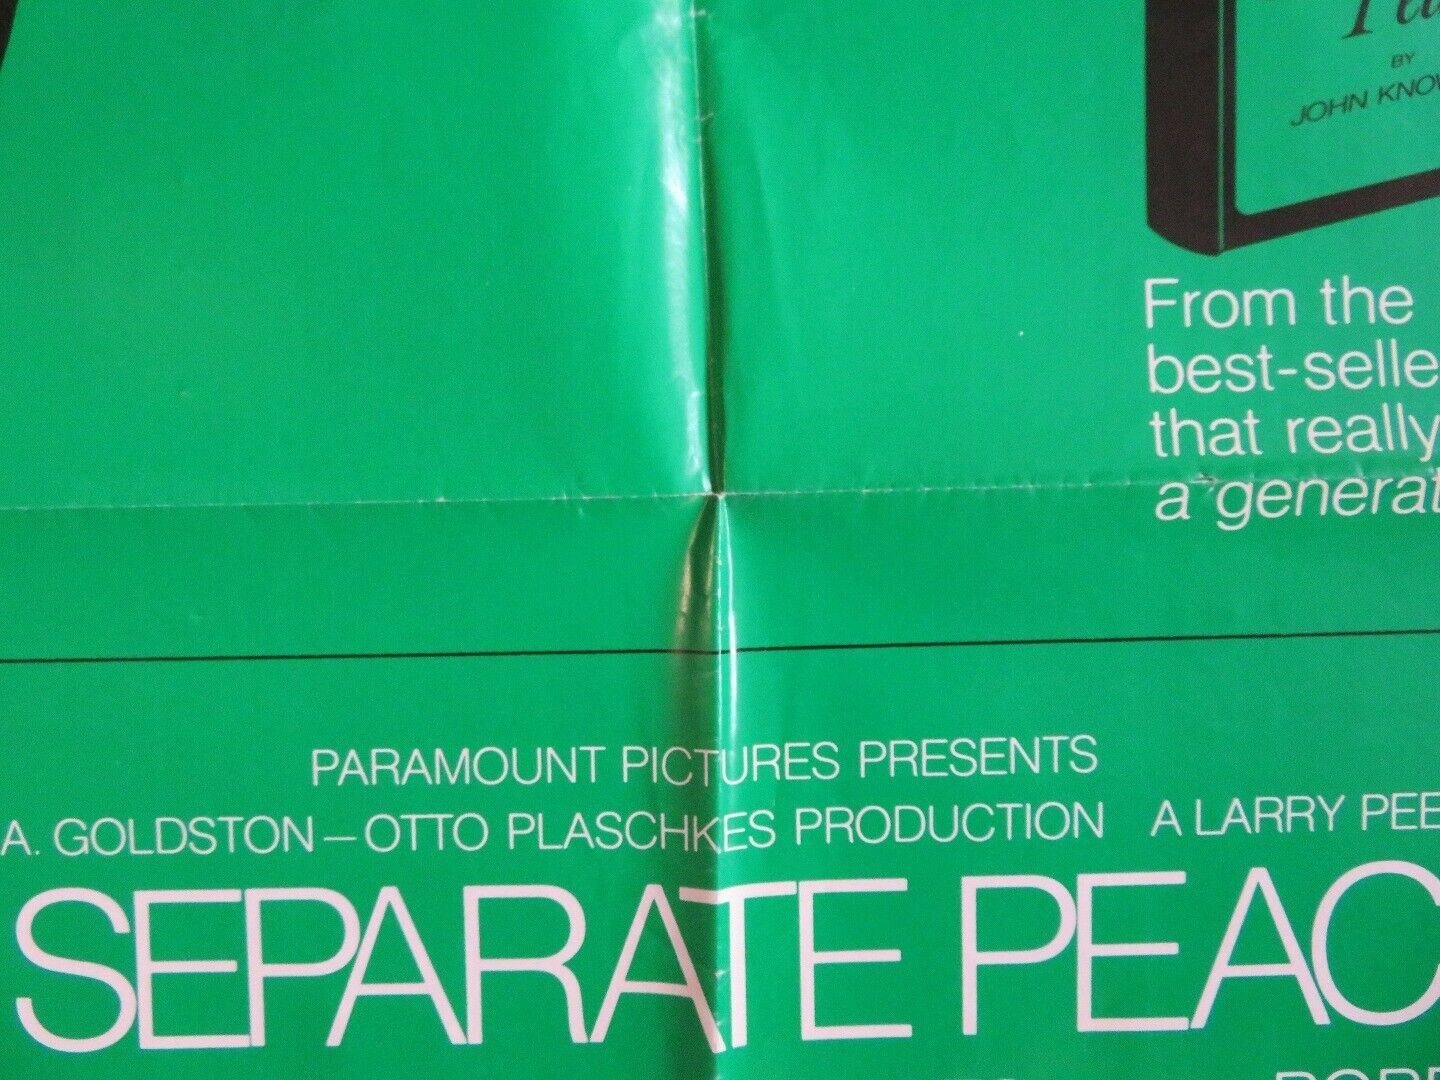 BY
JOHN KNOW
From the
best-selle
that really
a generat
PARAMOUNT PICTURES PRESENTS
A. GOLDSTON—OTTO PLASCHKES PRODUCTION A LARRY PEE
SEPARATE PEAC